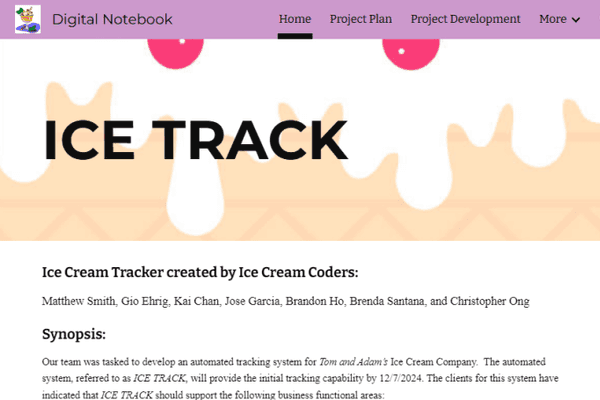 Digital Notebook
Home Project Plan Project Development More
ICE TRACK
Ice Cream Tracker created by Ice Cream Coders:
Matthew Smith, Gio Ehrig, Kai Chan, Jose Garcia, Brandon Ho, Brenda Santana, and Christopher Ong
Synopsis:
Our team was tasked to develop an automated tracking system for Tom and Adam's Ice Cream Company. The automated
system, referred to as ICE TRACK, will provide the initial tracking capability by 12/7/2024. The clients for this system have
indicated that ICE TRACK should support the following business functional areas: